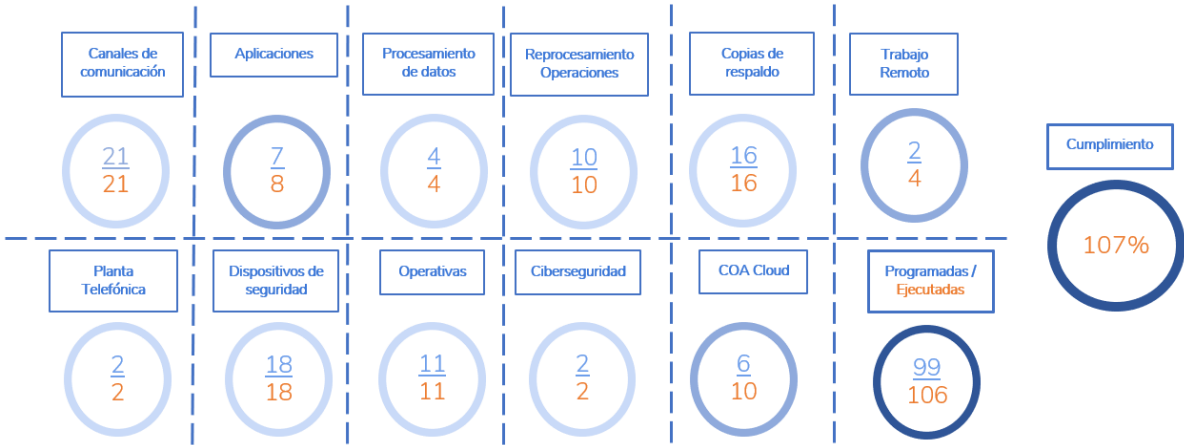 Canales de
comunicación
21
21
Aplicaciones
7
8
Procesamiento
de datos
4
4
Reprocesamiento
Operaciones
10
10
Copias de
respaldo
16
16
Trabajo
Remoto
2
4
Planta
Telefónica
2
2
Dispositivos de
seguridad
18
18
Operativas
11
11
Ciberseguridad
2
2
COA Cloud
6
10
Programadas /
Ejecutadas
99
106
Cumplimiento
107%